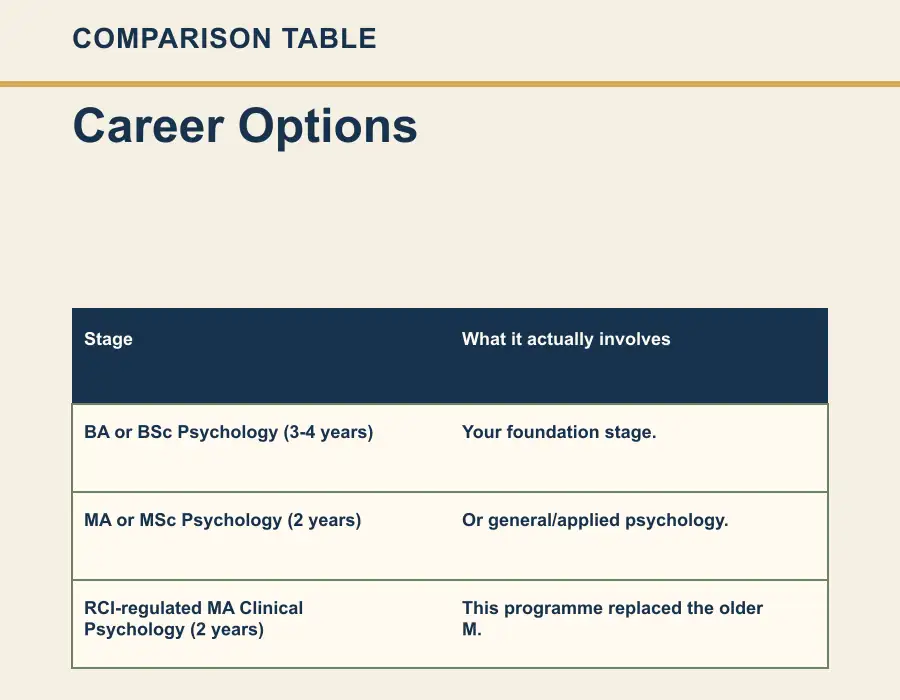 COMPARISON TABLE
Career Options
Stage
What it actually involves
BA or BSc Psychology (3-4 years)
Your foundation stage.
MA or MSc Psychology (2 years)
Or general/applied psychology.
RCI-regulated MA Clinical
Psychology (2 years)
This programme replaced the older
M.